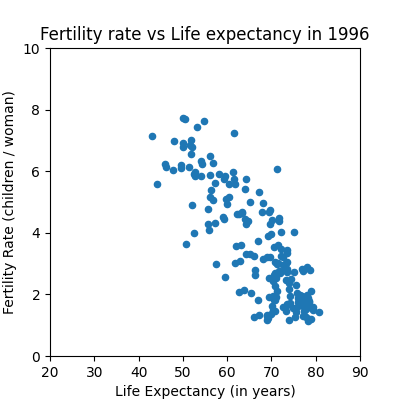 Fertility rate vs Life expectancy in 1996
10
8
6
4
2
0
Fertility Rate (children / woman)
20 30 40 50 60 70 80 90
Life Expectancy (in years)